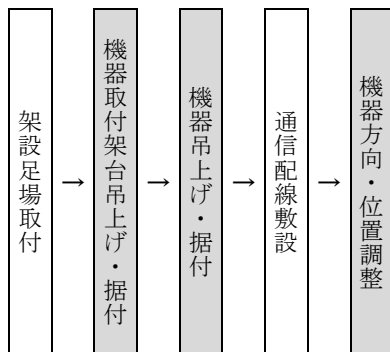 架設足場取付
→
機器取付架台吊上げ・据付
→
機器吊上げ・据付
→
通信配線敷設
→
機器方向・位置調整